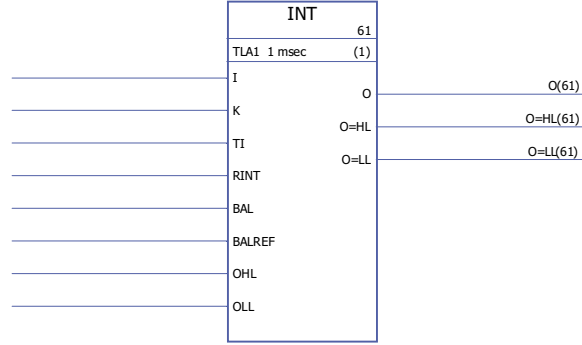 INT
61
TLA1 1 msec (1)
I
O O(61)
K
O=HL O=HL(61)
TI
O=LL O=LL(61)
RINT
BAL
BALREF
OHL
OLL